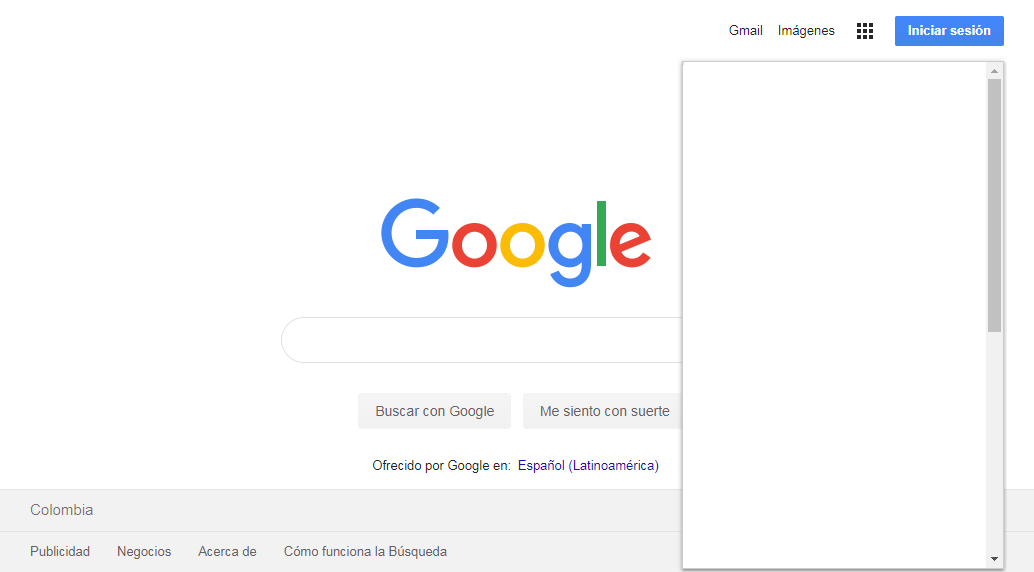 Gmail Imágenes Iniciar sesión
Google
Buscar con Google Me siento con suerte
Ofrecido por Google en: Español (Latinoamérica)
Colombia
Publicidad Negocios Acerca de Cómo funciona la Búsqueda